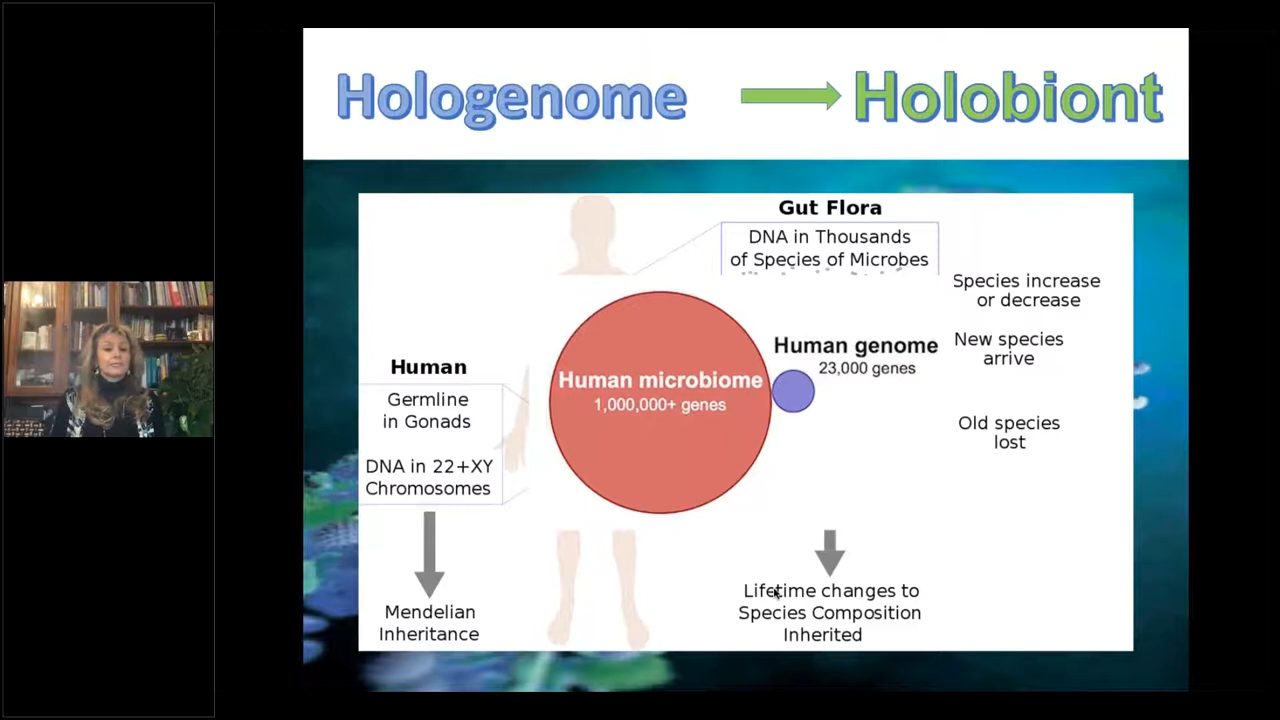 Hologenome
Holobiont
Gut Flora
DNA in Thousands
of Species of Microbes
Species increase
or decrease
Human genome
23,000 genes
New species
arrive
Human
Human microbiome
1,000,000+ genes
Germline
in Gonads
Old species
lost
DNA in 22+XY
Chromosomes
Mendelian
Inheritance
Lifetime changes to
Species Composition
Inherited